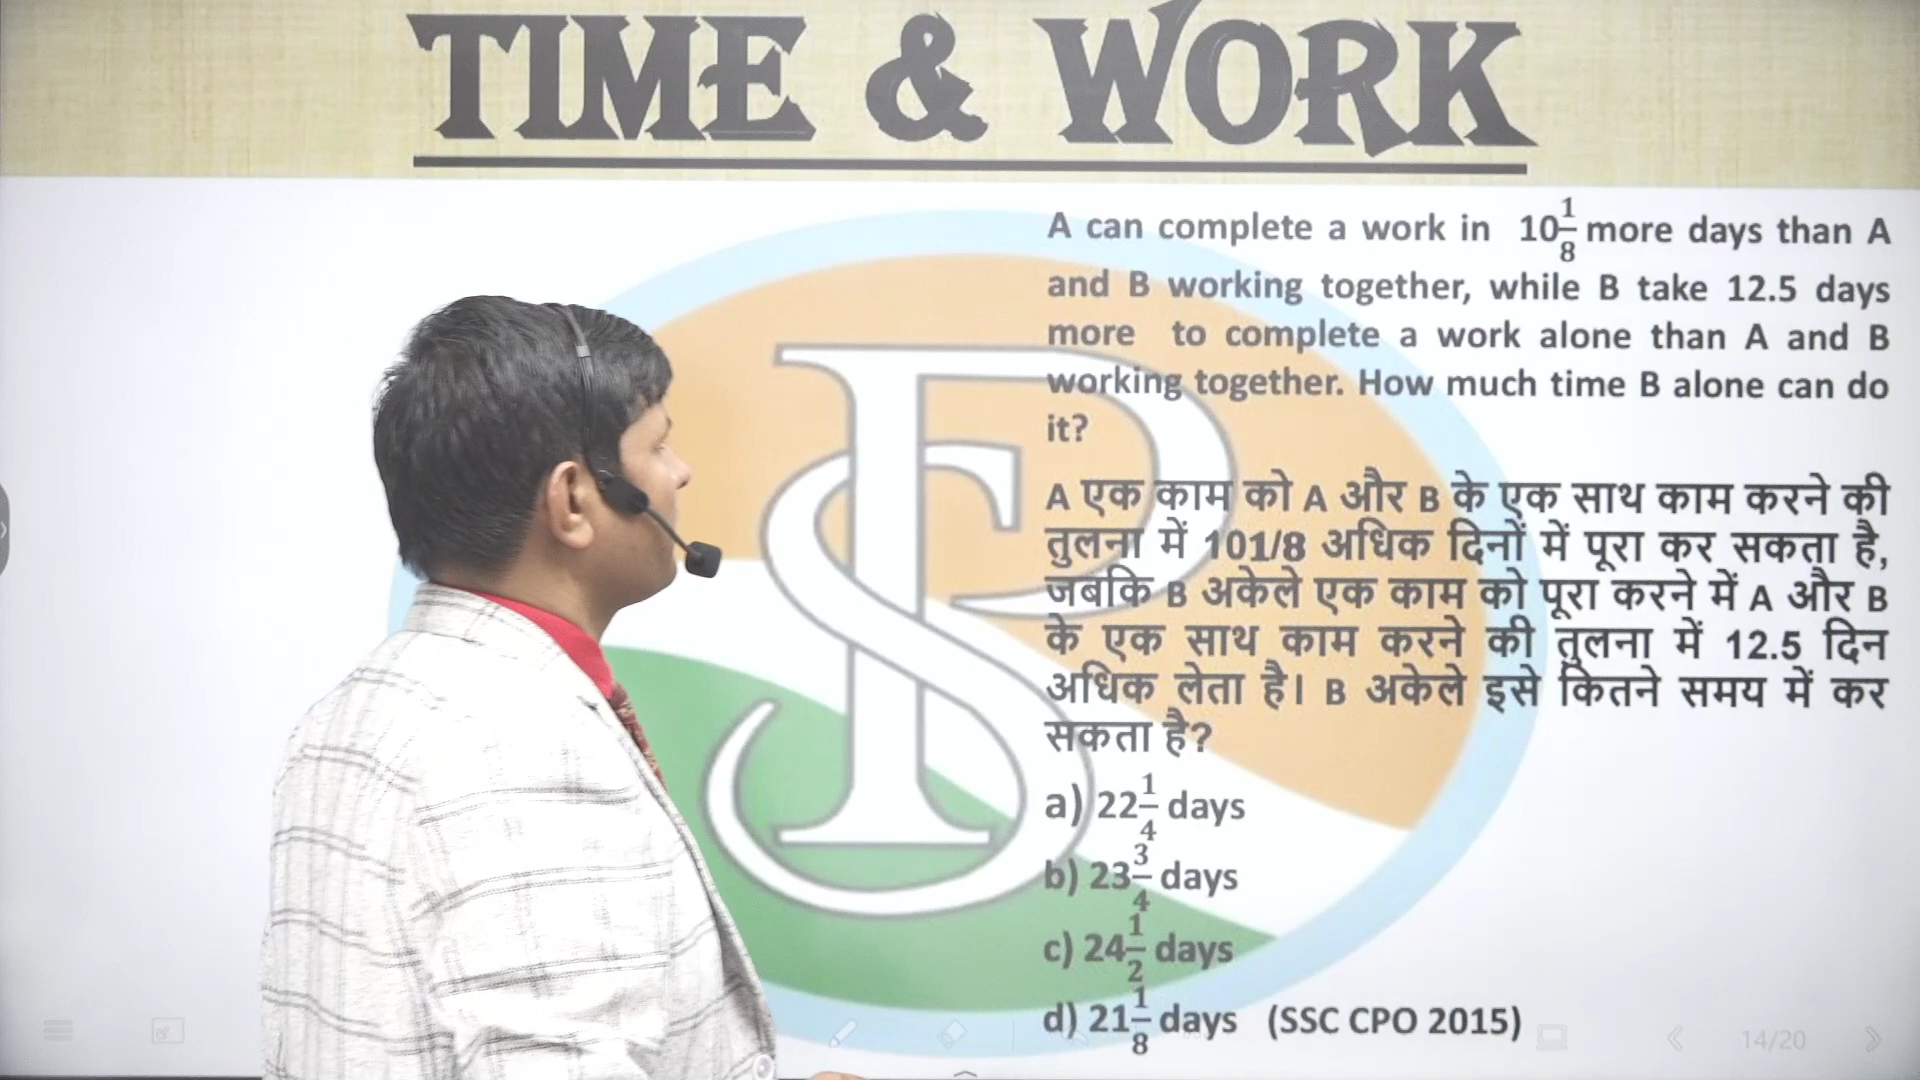 TIME & WORK
A can complete a work in 10 1/8 more days than A
and B working together, while B take 12.5 days
more to complete a work alone than A and B
working together. How much time B alone can do
it?
A एक काम को A और B के एक साथ काम करने की
तुलना में 101/8 अधिक दिनों में पूरा कर सकता है,
जबकि B अकेले एक काम को पूरा करने में A और B
के एक साथ काम करने की तुलना में 12.5 दिन
अधिक लेता है। B अकेले इसे कितने समय में कर
सकता है?
a) 22 1/4 days
b) 23 3/4 days
c) 24 1/2 days
d) 21 1/8 days (SSC CPO 2015)
14/20